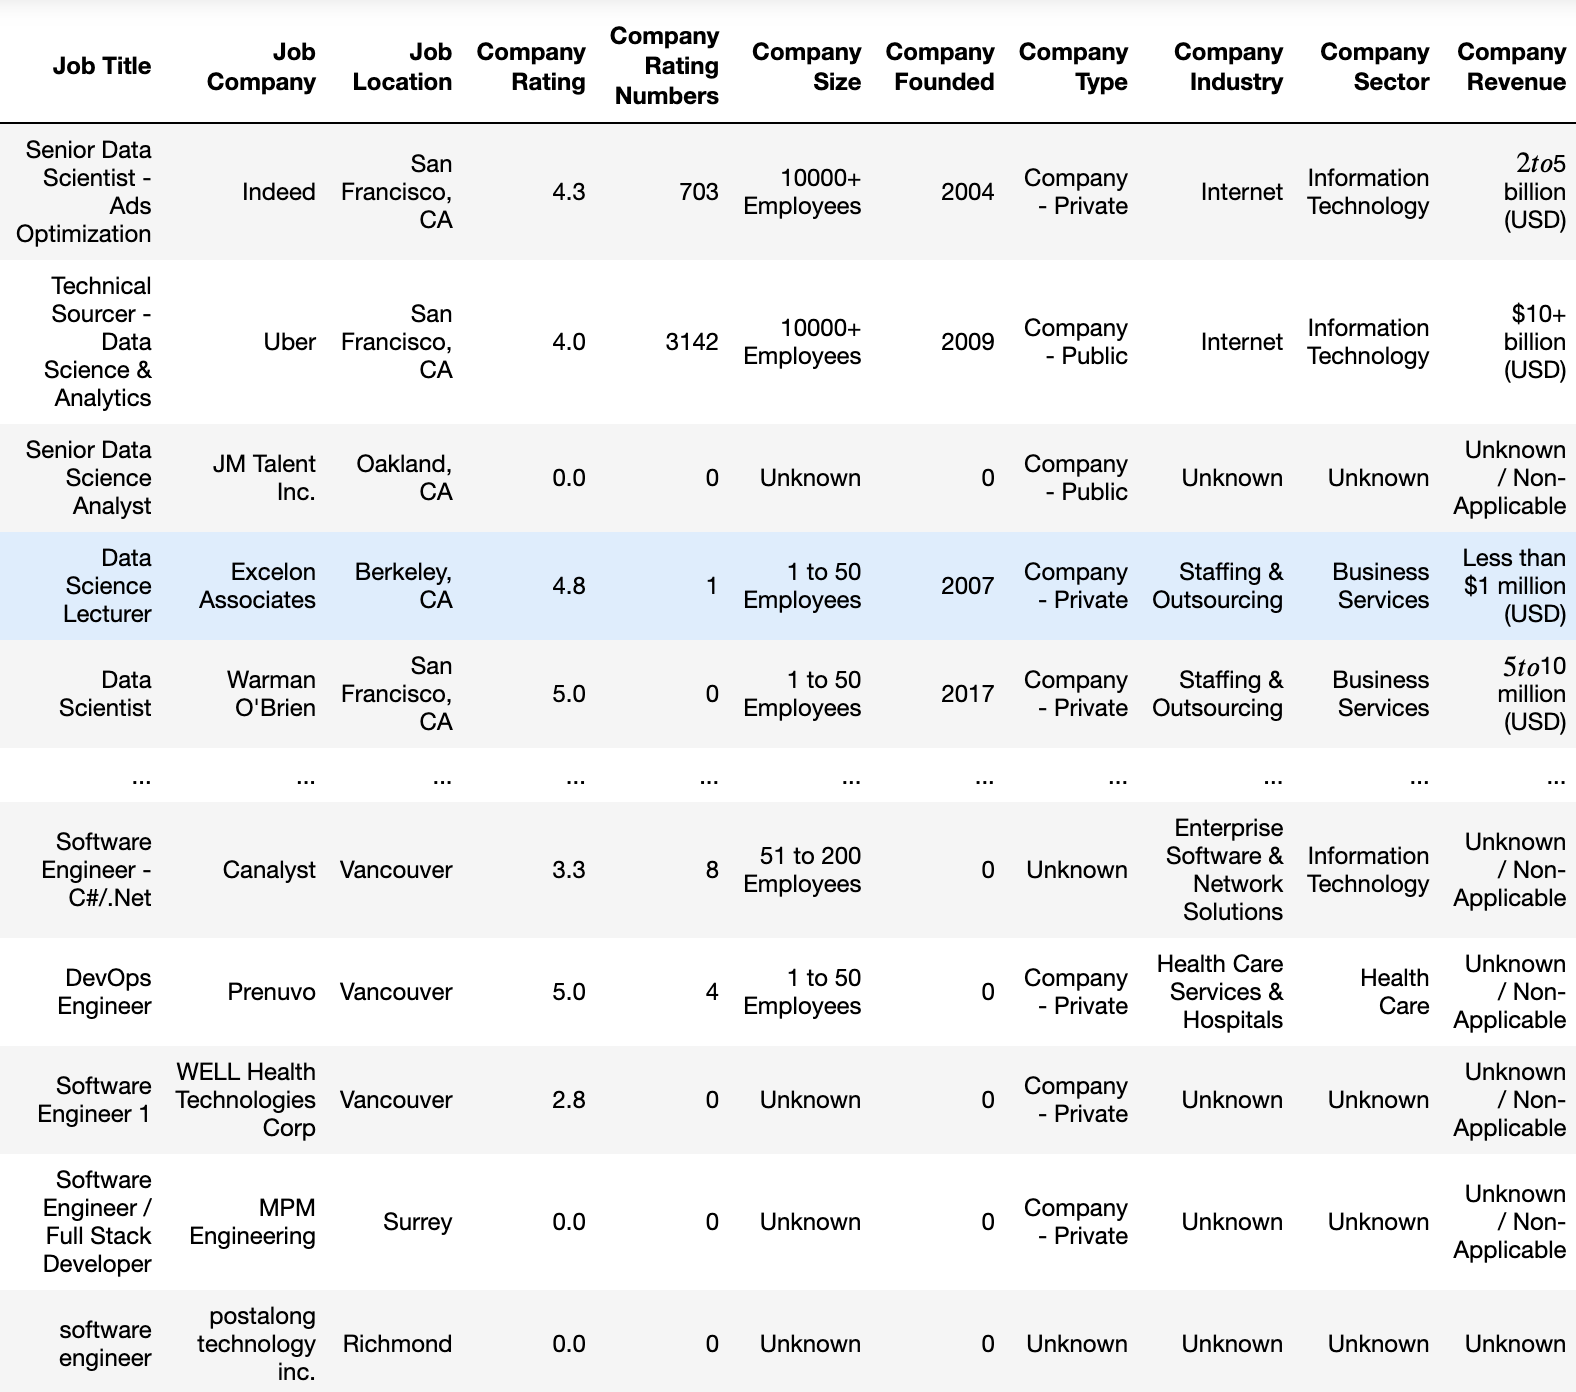 Job Title	Job Company	Job Location	Company Rating	Company Rating Numbers	Company Size	Company Founded	Company Type	Company Industry	Company Sector	Company Revenue
Senior Data Scientist - Ads Optimization	Indeed	San Francisco, CA	4.3	703	10000+ Employees	2004	Company - Private	Internet	Information Technology	2to5 billion (USD)
Technical Sourcer - Data Science & Analytics	Uber	San Francisco, CA	4.0	3142	10000+ Employees	2009	Company - Public	Internet	Information Technology	$10+ billion (USD)
Senior Data Science Analyst	JM Talent Inc.	Oakland, CA	0.0	0	Unknown	0	Company - Public	Unknown	Unknown	Unknown / Non-Applicable
Data Science Lecturer	Excelon Associates	Berkeley, CA	4.8	1	1 to 50 Employees	2007	Company - Private	Staffing & Outsourcing	Business Services	Less than $1 million (USD)
Data Scientist	Warman O'Brien	San Francisco, CA	5.0	0	1 to 50 Employees	2017	Company - Private	Staffing & Outsourcing	Business Services	5to10 million (USD)
...	...	...	...	...	...	...	...	...	...	...
Software Engineer - C#/.Net	Canalyst	Vancouver	3.3	8	51 to 200 Employees	0	Unknown	Enterprise Software & Network Solutions	Information Technology	Unknown / Non-Applicable
DevOps Engineer	Prenuvo	Vancouver	5.0	4	1 to 50 Employees	0	Company - Private	Health Care Services & Hospitals	Health Care	Unknown / Non-Applicable
Software Engineer 1	WELL Health Technologies Corp	Vancouver	2.8	0	Unknown	0	Company - Private	Unknown	Unknown	Unknown / Non-Applicable
Software Engineer / Full Stack Developer	MPM Engineering	Surrey	0.0	0	Unknown	0	Company - Private	Unknown	Unknown	Unknown / Non-Applicable
software engineer	postalong technology inc.	Richmond	0.0	0	Unknown	0	Unknown	Unknown	Unknown	Unknown